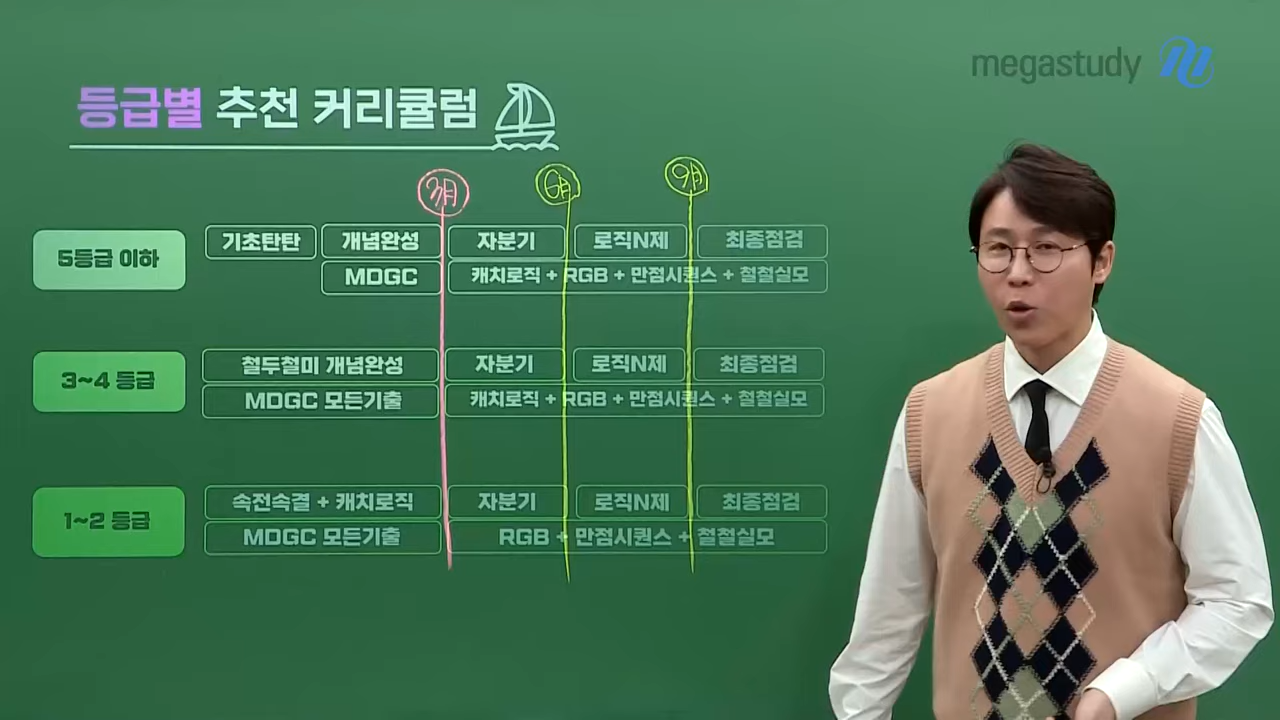 megastudy
등급별 추천 커리큘럼
3月 6月 9月
5등급 이하
기초탄탄 개념완성 자분기 로직N제 최종점검
MDGC 캐치로직 + RGB + 만점시퀀스 + 철철실모
3~4 등급
철두철미 개념완성 자분기 로직N제 최종점검
MDGC 모든기출 캐치로직 + RGB + 만점시퀀스 + 철철실모
1~2 등급
속전속결 + 캐치로직 자분기 로직N제 최종점검
MDGC 모든기출 RGB + 만점시퀀스 + 철철실모